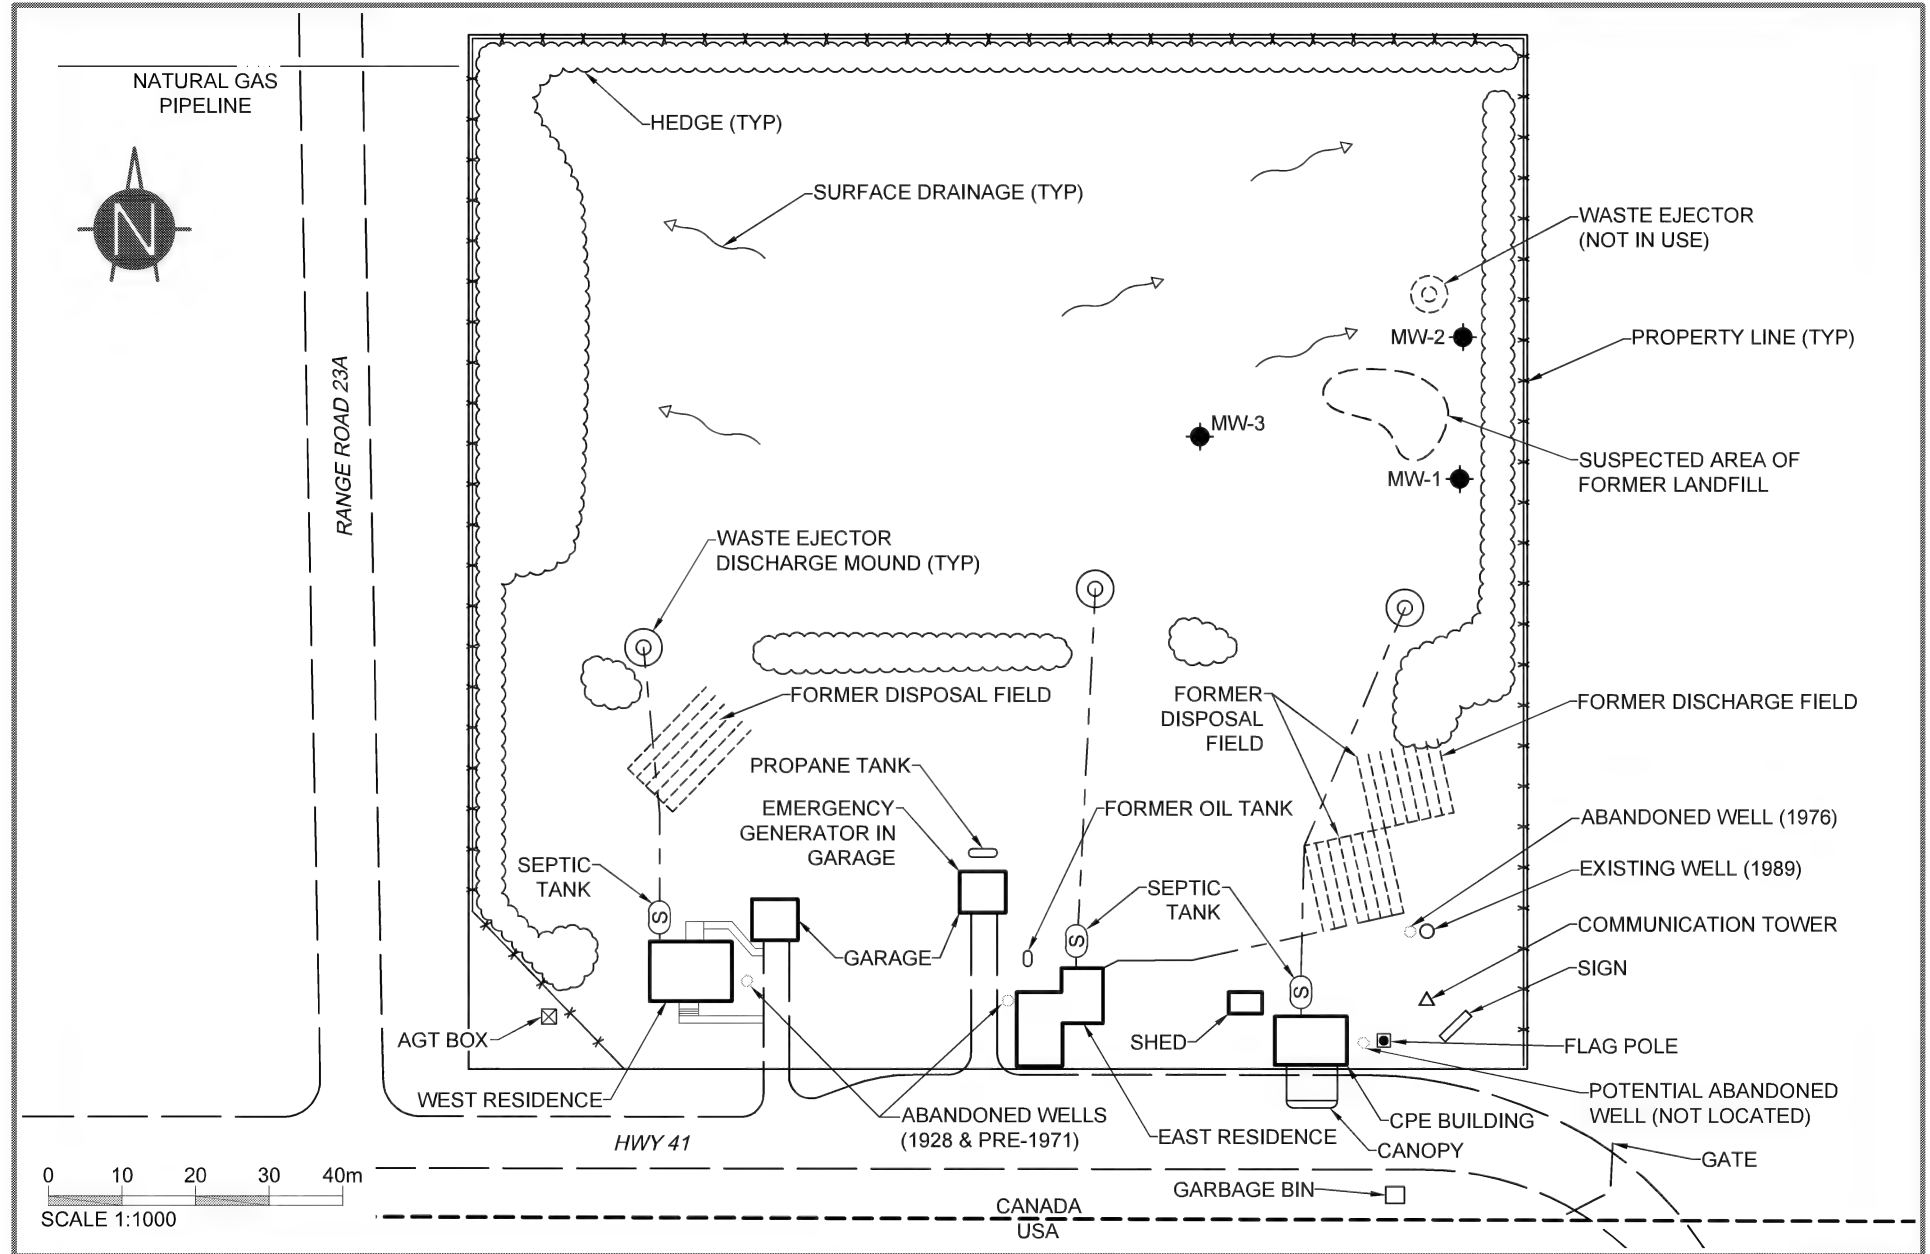 NATURAL GAS
PIPELINE
N
HEDGE (TYP)
SURFACE DRAINAGE (TYP)
WASTE EJECTOR
(NOT IN USE)
MW-2
PROPERTY LINE (TYP)
RANGE ROAD 23A
MW-3
SUSPECTED AREA OF
FORMER LANDFILL
MW-1
WASTE EJECTOR
DISCHARGE MOUND (TYP)
FORMER DISPOSAL FIELD
FORMER
DISPOSAL
FIELD
FORMER DISCHARGE FIELD
PROPANE TANK
EMERGENCY
GENERATOR IN
GARAGE
FORMER OIL TANK
ABANDONED WELL (1976)
SEPTIC
TANK
S
EXISTING WELL (1989)
SEPTIC
TANK
S
S
COMMUNICATION TOWER
GARAGE
SIGN
AGT BOX
SHED
FLAG POLE
WEST RESIDENCE
ABANDONED WELLS
(1928 & PRE-1971)
EAST RESIDENCE
CPE BUILDING
CANOPY
POTENTIAL ABANDONED
WELL (NOT LOCATED)
HWY 41
GATE
GARBAGE BIN
0 10 20 30 40m
SCALE 1:1000
CANADA
USA